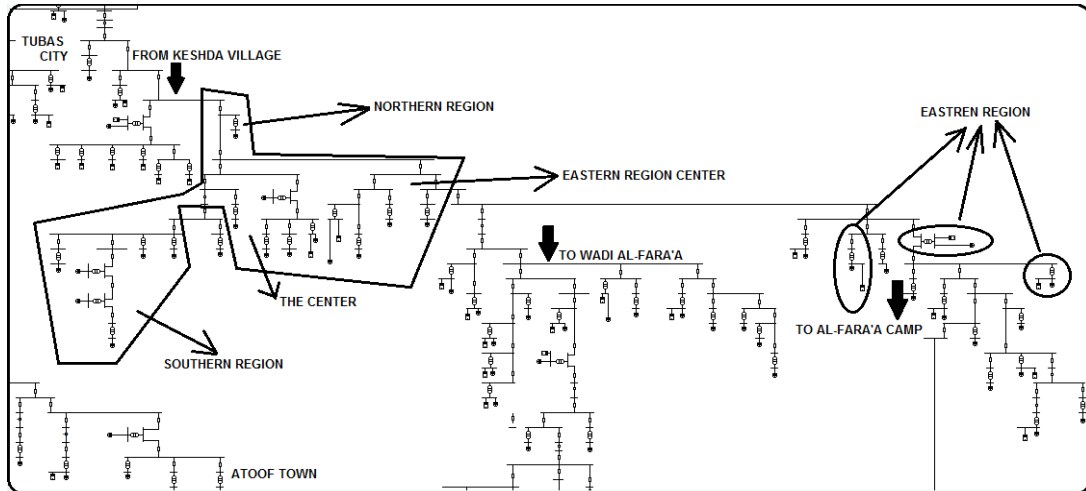 TUBAS
CITY
FROM KESHDA VILLAGE
NORTHERN REGION
EASTREN REGION
EASTERN REGION CENTER
TO WADI AL-FARA'A
THE CENTER
TO AL-FARA'A CAMP
SOUTHERN REGION
ATOOF TOWN